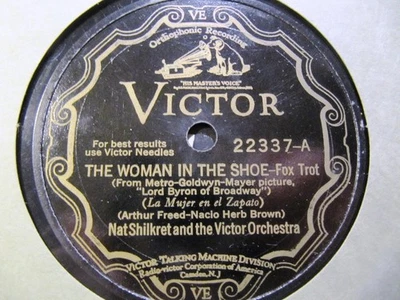 VE
Orthophonic Recording
"HIS MASTER'S VOICE"
VICTOR
For best results
use Victor Needles
22337-A
THE WOMAN IN THE SHOE-Fox Trot
(From Metro-Goldwyn-Mayer picture,
"Lord Byron of Broadway")
(La Mujer en el Zapato)
(Arthur Freed-Nacio Herb Brown)
Nat Shilkret and the Victor Orchestra
VICTOR TALKING MACHINE DIVISION
Radio-Victor Corporation of America
Camden, N.J.
VE